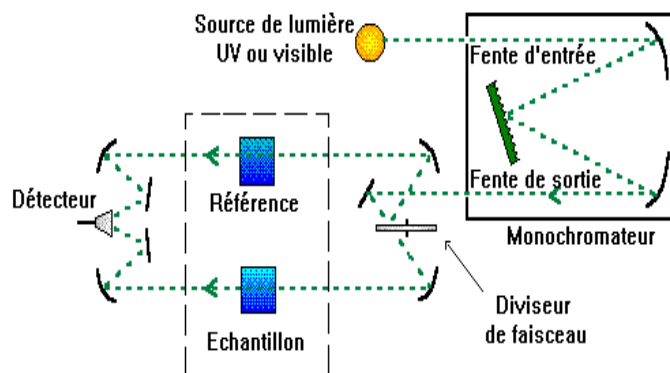 Source de lumière
UV ou visible
Fente d'entrée
Fente de sortie
Monochromateur
Référence
Détecteur
Echantillon
Diviseur
de faisceau